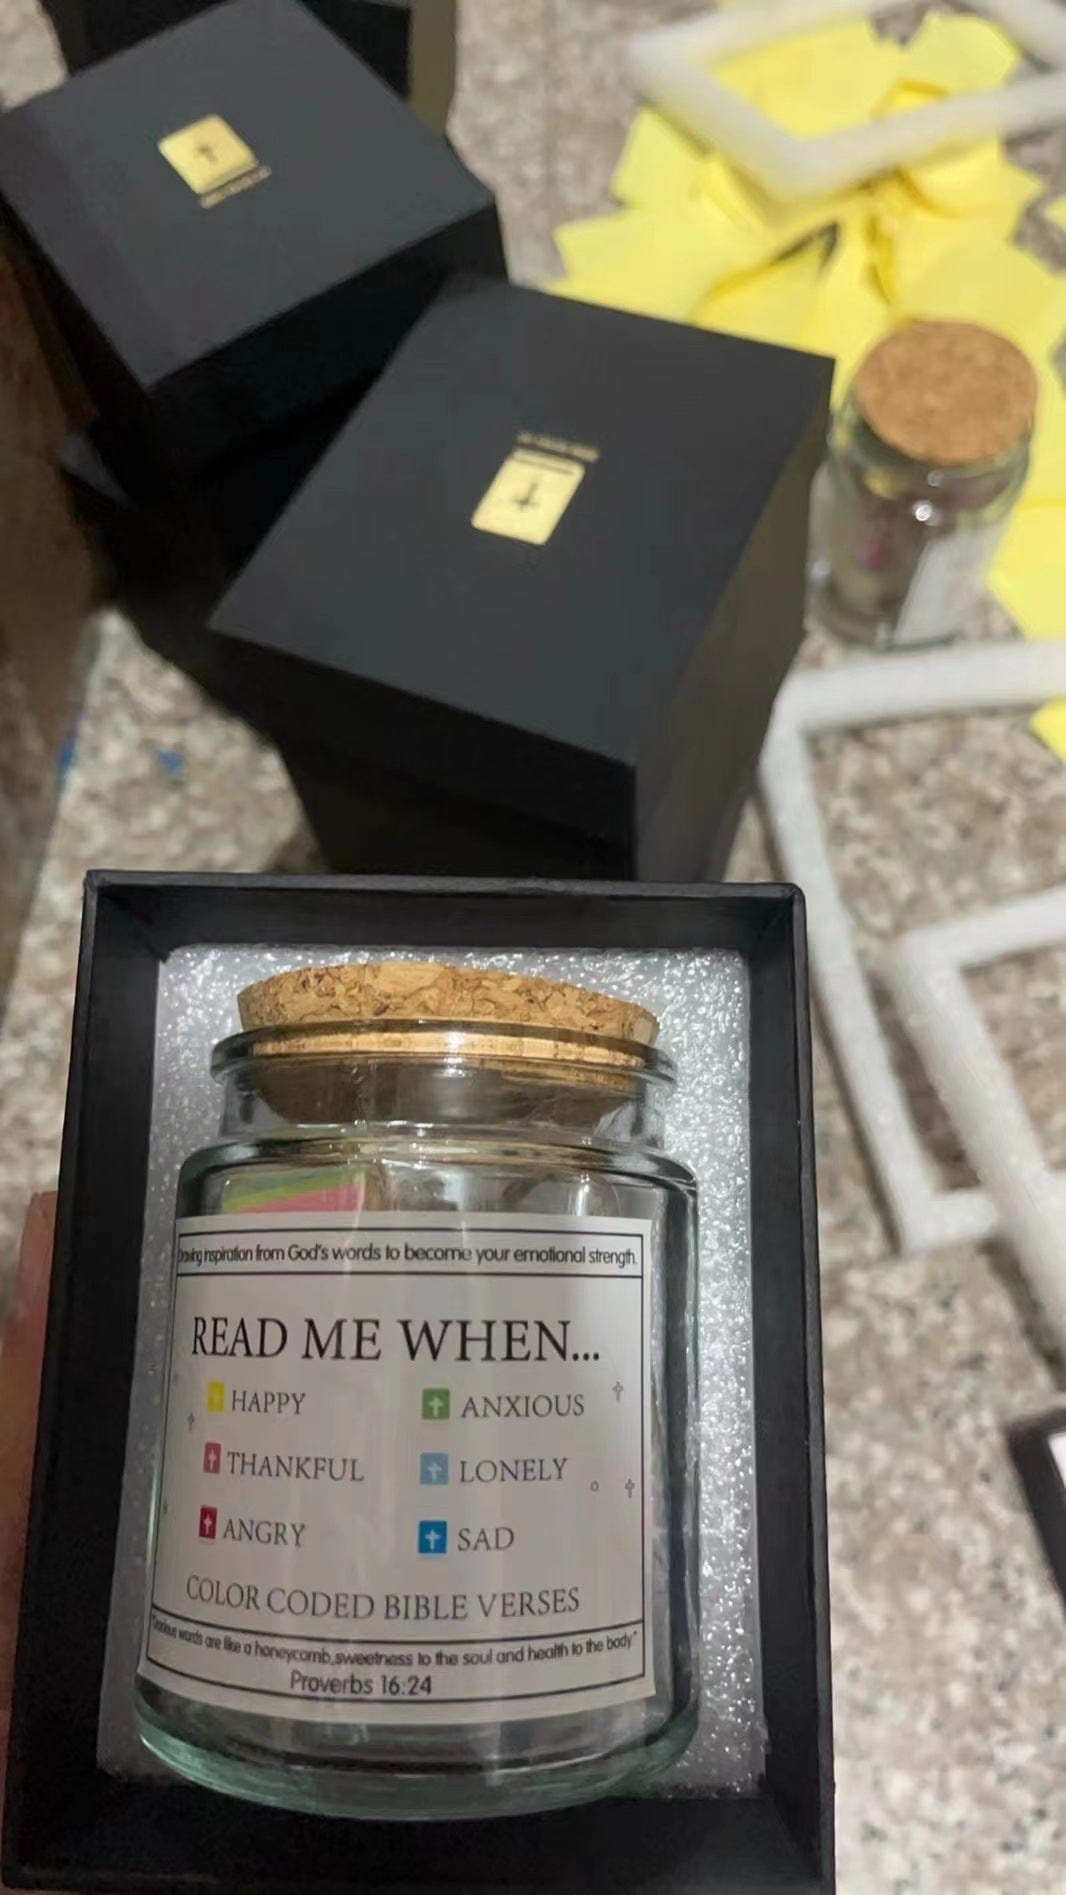 Drawing inspiration from God's words to become your emotional strength.
READ ME WHEN...
HAPPY
ANXIOUS
THANKFUL
LONELY
ANGRY
SAD
COLOR CODED BIBLE VERSES
"Gracious words are like a honeycomb,sweetness to the soul and health to the body"
Proverbs 16:24